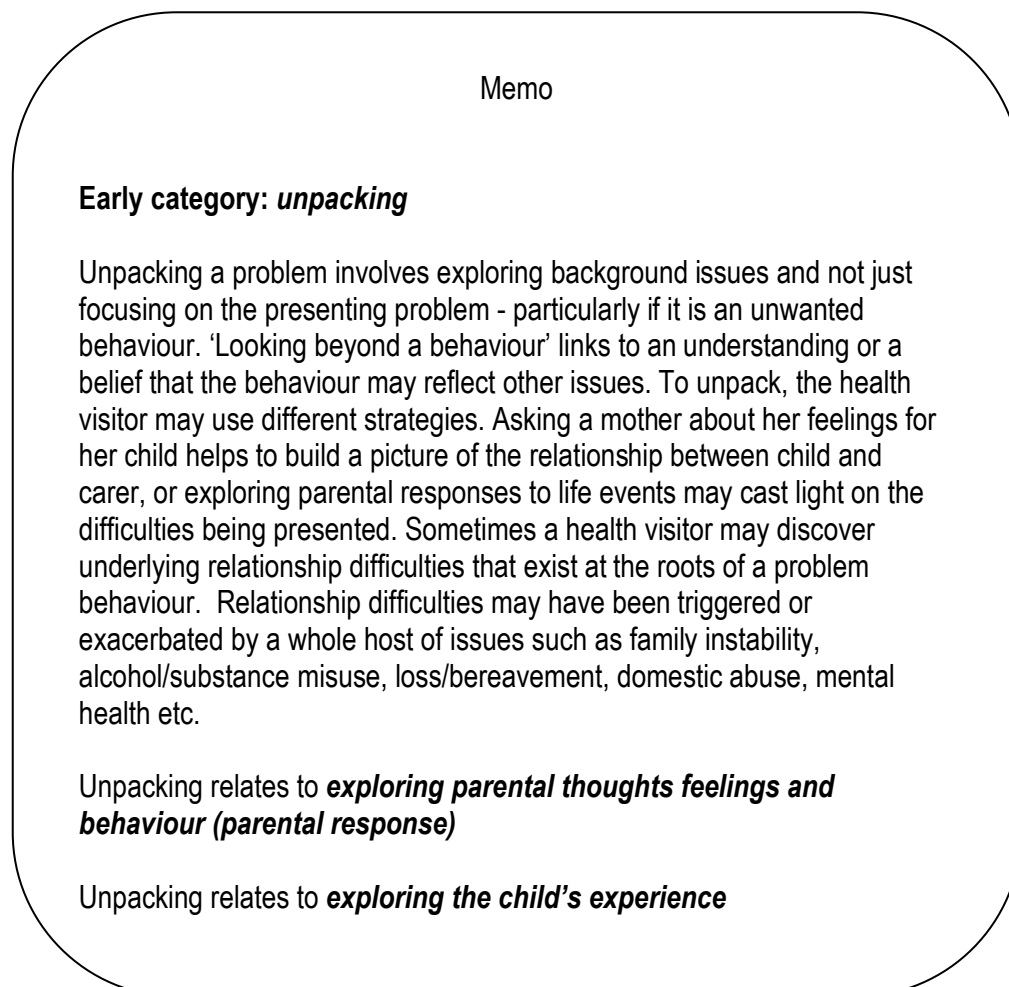 Memo
Early category: unpacking
Unpacking a problem involves exploring background issues and not just
focusing on the presenting problem - particularly if it is an unwanted
behaviour. ‘Looking beyond a behaviour’ links to an understanding or a
belief that the behaviour may reflect other issues. To unpack, the health
visitor may use different strategies. Asking a mother about her feelings for
her child helps to build a picture of the relationship between child and
carer, or exploring parental responses to life events may cast light on the
difficulties being presented. Sometimes a health visitor may discover
underlying relationship difficulties that exist at the roots of a problem
behaviour.  Relationship difficulties may have been triggered or
exacerbated by a whole host of issues such as family instability,
alcohol/substance misuse, loss/bereavement, domestic abuse, mental
health etc.
Unpacking relates to exploring parental thoughts feelings and
behaviour (parental response)
Unpacking relates to exploring the child’s experience